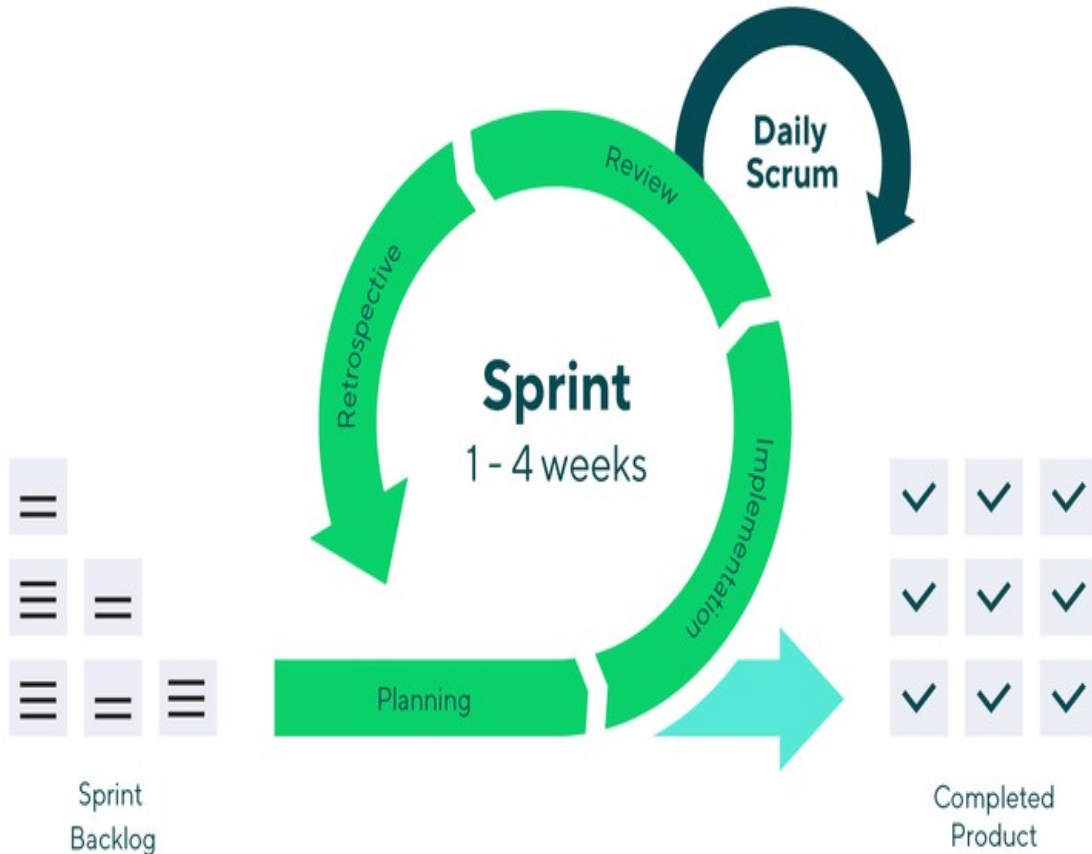 Daily
Scrum
Review
Retrospective
Sprint
1 - 4 weeks
Implementation
Planning
Sprint
Backlog
Completed
Product